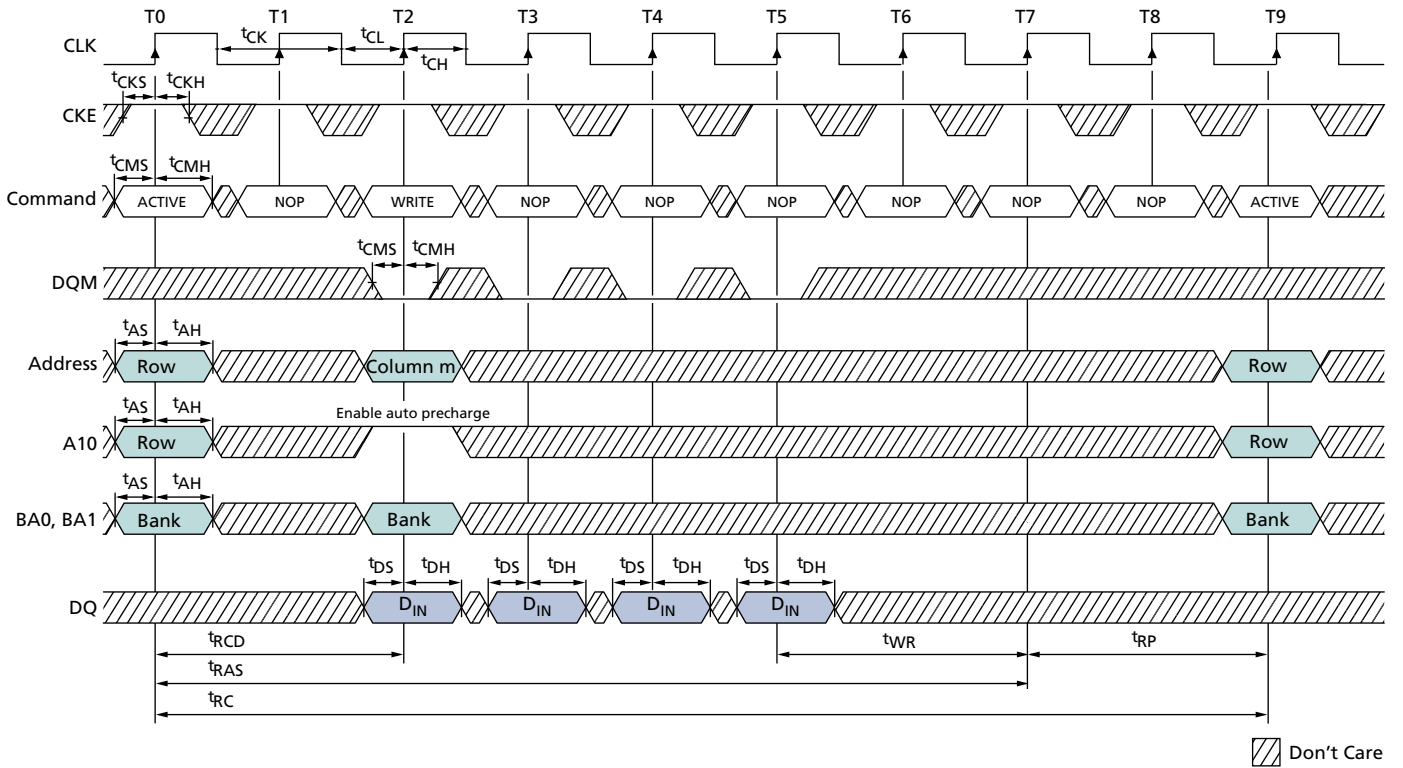 T0 T1 T2 T3 T4 T5 T6 T7 T8 T9
CLK
tCK tCL
tCH
tCKS tCKH
CKE
tCMS tCMH
Command ACTIVE NOP WRITE NOP NOP NOP NOP NOP NOP ACTIVE
tCMS tCMH
DQM
tAS tAH
Address Row Column m Row
tAS tAH Enable auto precharge
A10 Row Row
tAS tAH
BA0, BA1 Bank Bank Bank
tDS tDH tDS tDH tDS tDH tDS tDH
DQ DIN DIN DIN DIN
tRCD tWR tRP
tRAS
tRC
Don't Care